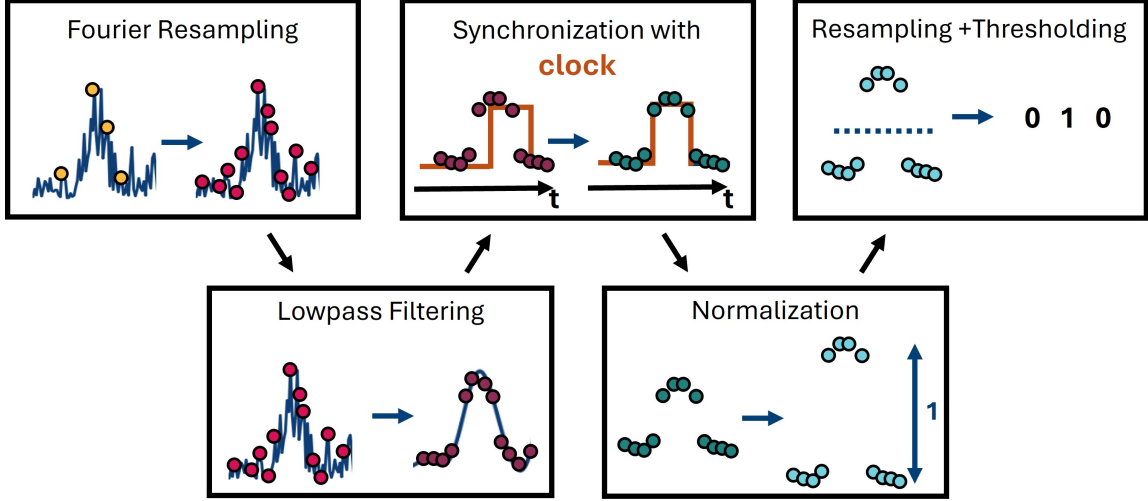 Fourier Resampling
Lowpass Filtering
Synchronization with
clock
t
t
Normalization
1
Resampling +Thresholding
0 1 0